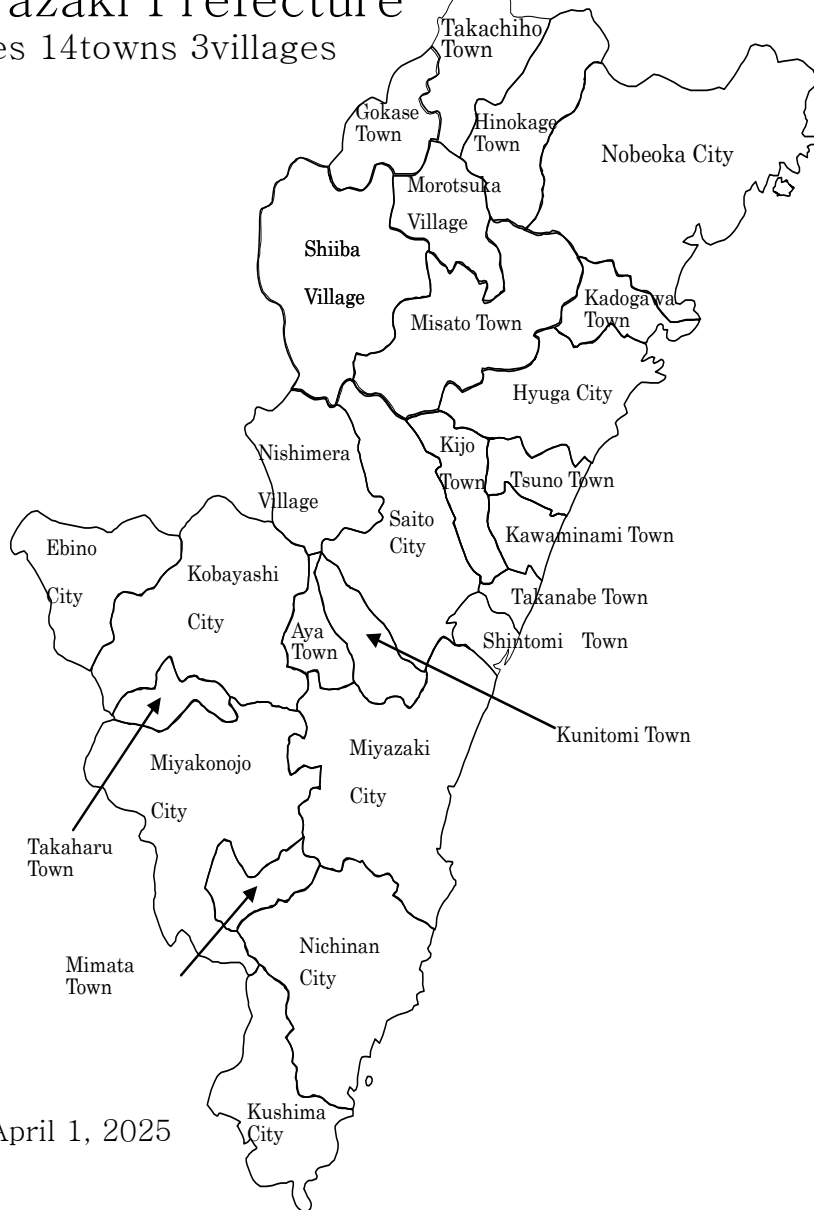 azaki Prefecture
es 14towns 3villages
Takachiho
Town
Gokase
Town
Hinokage
Town
Nobeoka City
Morotsuka
Village
Shiiba
Village
Kadogawa
Town
Misato Town
Hyuga City
Kijo
Town
Nishimera
Village
Tsuno Town
Saito
City
Kawaminami Town
Ebino
City
Kobayashi
City
Takanabe Town
Aya
Town
Shintomi Town
Kunitomi Town
Miyazaki
City
Miyakonojo
City
Takaharu
Town
Mimata
Town
Nichinan
City
Kushima
City
April 1, 2025